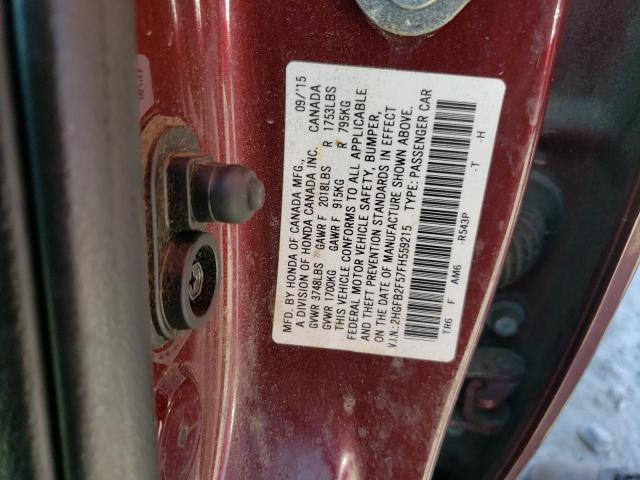 MFD. BY HONDA OF CANADA MFG., 09/'15
A DIVISION OF HONDA CANADA INC. CANADA
GVWR 3748LBS GAWR F 2018LBS R 1753LBS
GVWR 1700KG GAWR F 915KG R 795KG
THIS VEHICLE CONFORMS TO ALL APPLICABLE
FEDERAL MOTOR VEHICLE SAFETY, BUMPER,
AND THEFT PREVENTION STANDARDS IN EFFECT
ON THE DATE OF MANUFACTURE SHOWN ABOVE.
V.I.N.: 2HGFB2F57FH559215 TYPE: PASSENGER CAR
TR6 F AM6 -R543P -T -H